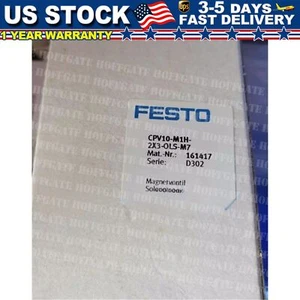 US STOCK
3-5 DAYS
FAST DELIVERY
1 YEAR-WARRANTY
FESTO
CPV10-M1H-
2X3-OLS-M7
Mat.-Nr.: 161417
Serie: D302
Magnetventil
HOFFGATE